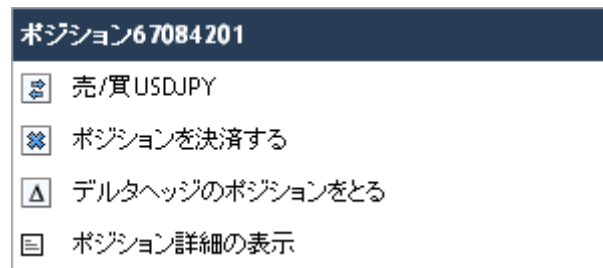 ポジション67084201
売/買USDJPY
ポジションを決済する
Δ デルタヘッジのポジションをとる
ポジション詳細の表示